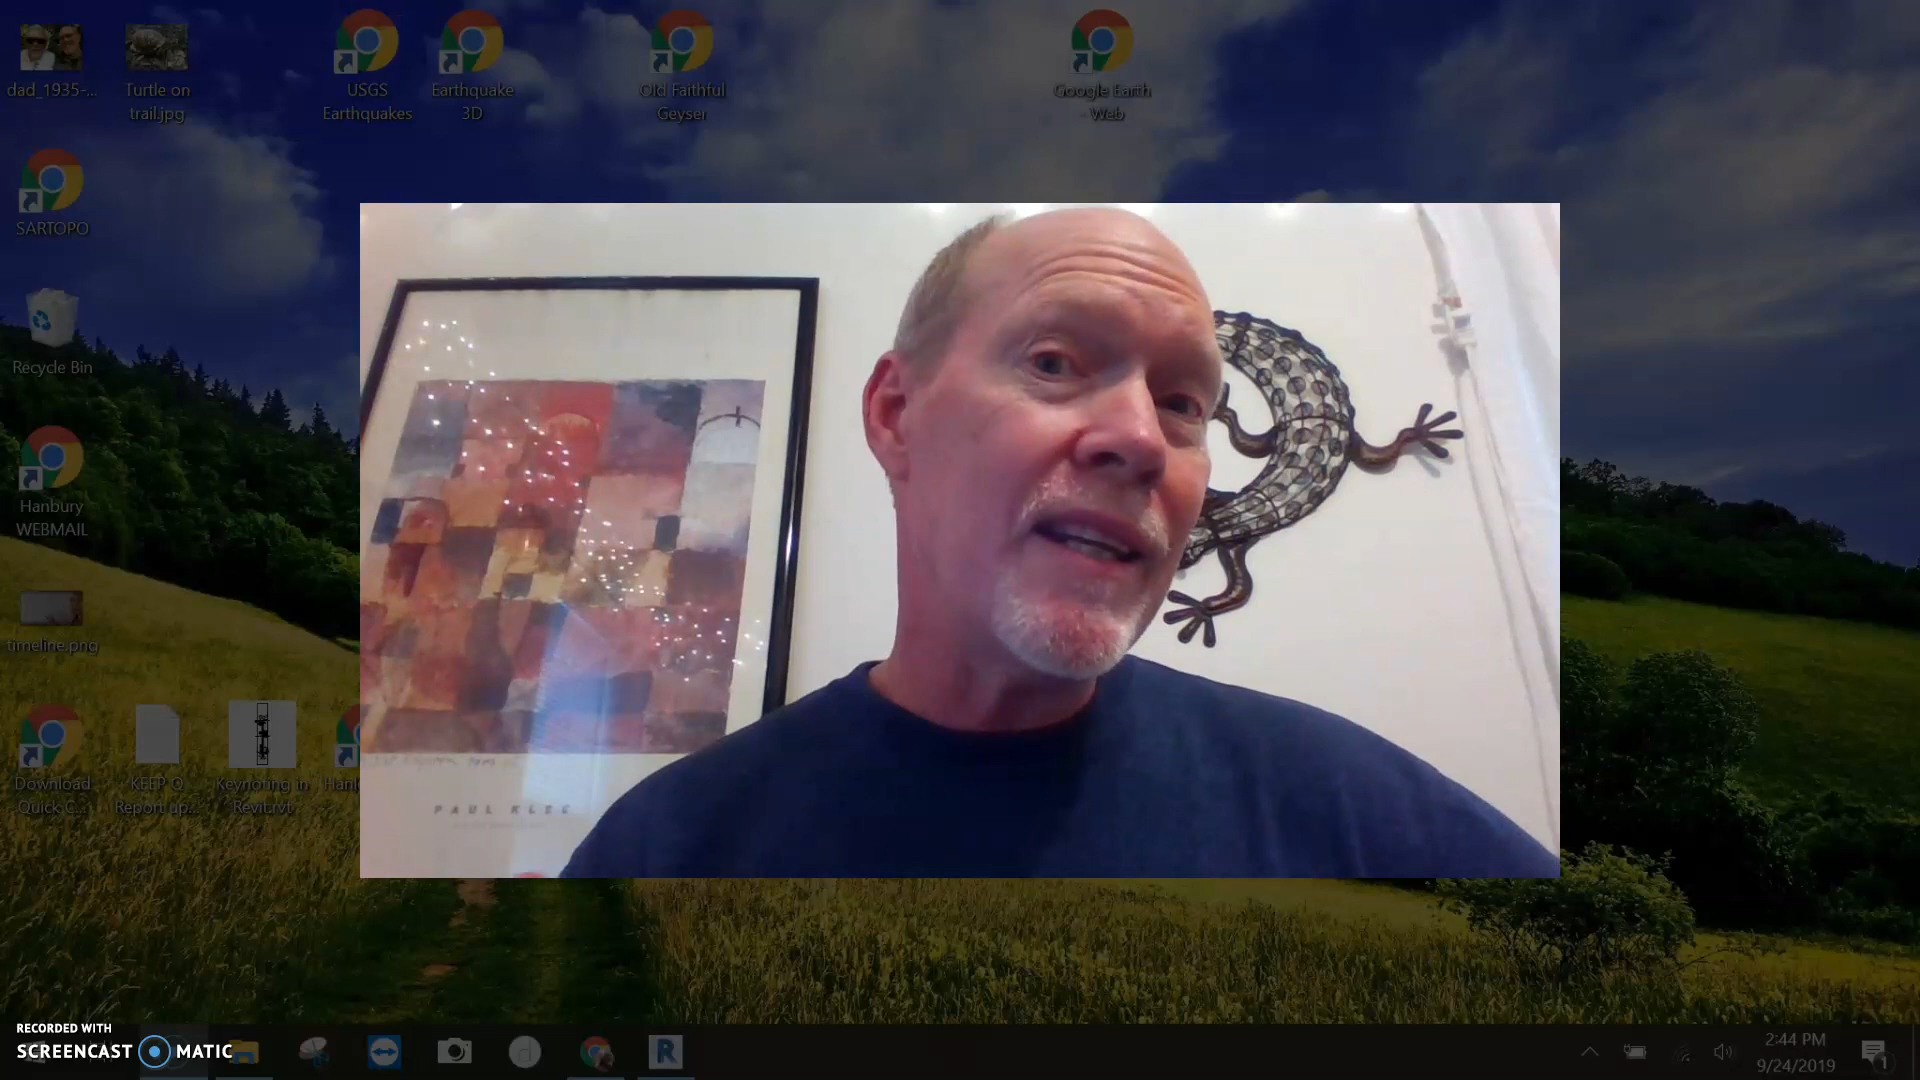 dad_1935-...
Turtle on
trail.jpg
USGS
Earthquakes
Earthquake
3D
Old Faithful
Geyser
Google Earth
- Web
SARTOPO
Recycle Bin
Hanbury
WEBMAIL
timeline.png
Download
Quick C...
KEEP O
Report up...
Keynoting in
Revit.rvt
Han
PAUL KLEE
RECORDED WITH
SCREENCAST MATIC
R
2:44 PM
9/24/2019
1